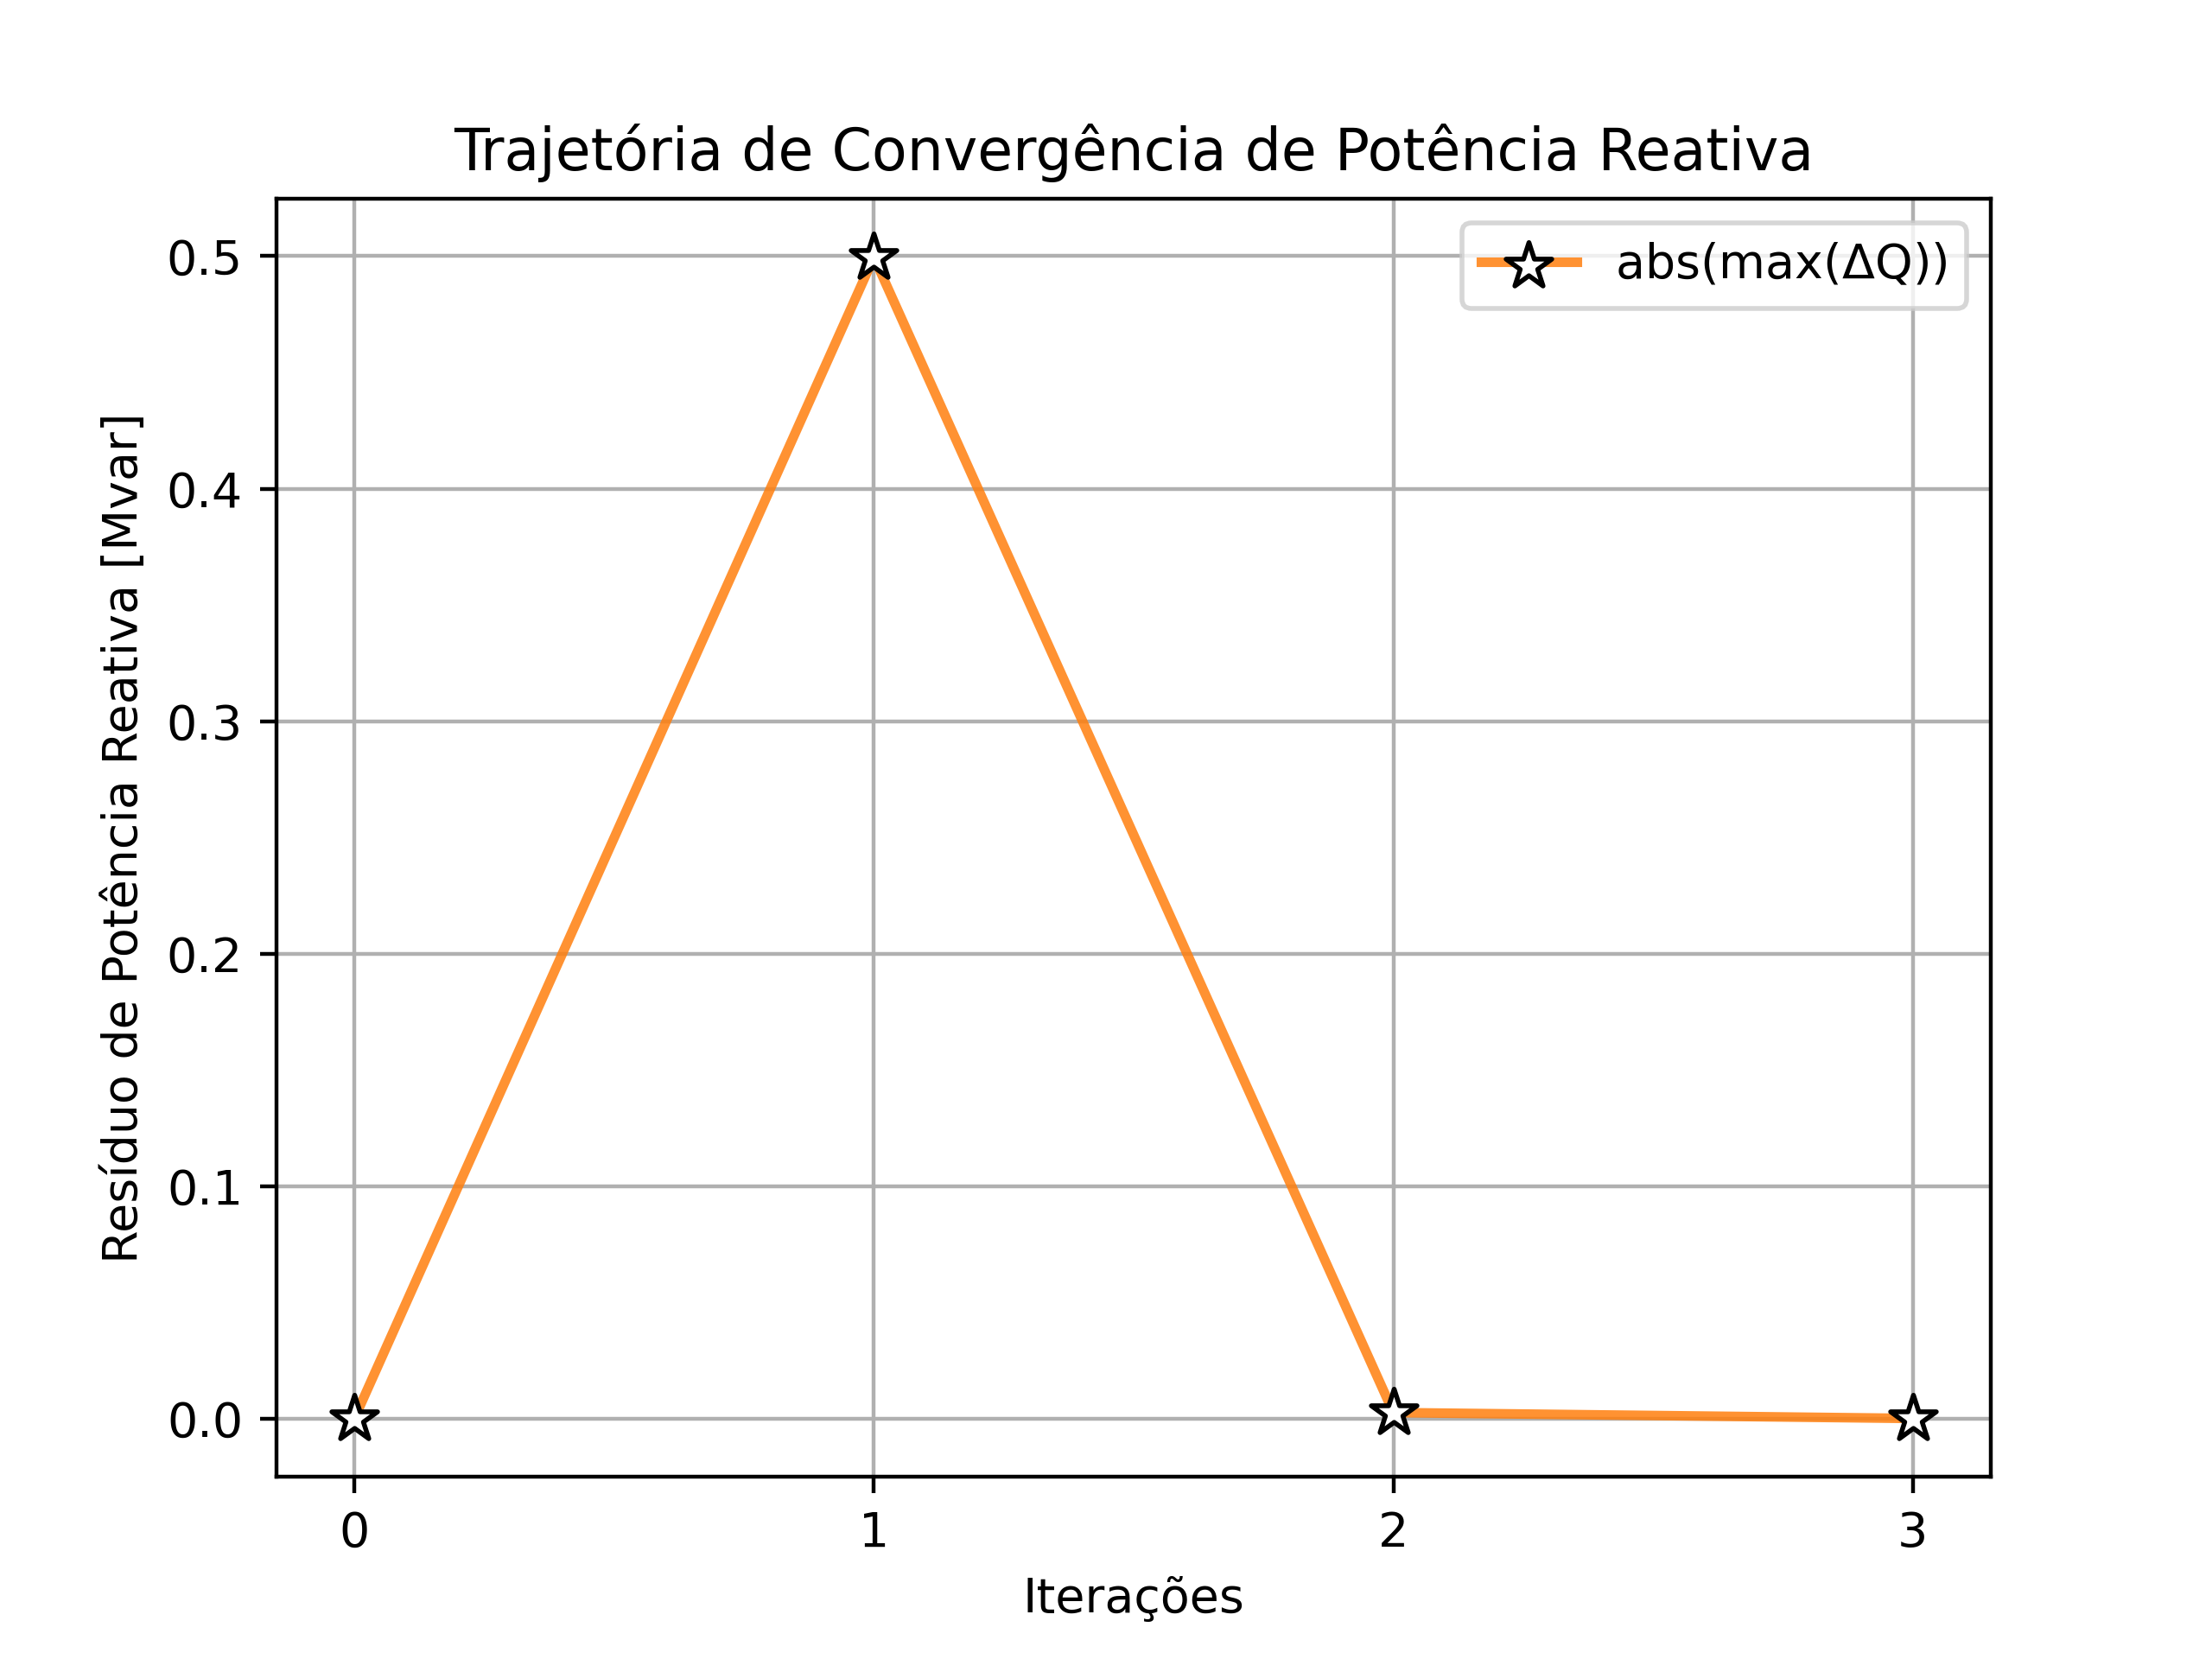 Trajetória de Convergência de Potência Reativa
abs(max(ΔQ))
Resíduo de Potência Reativa [Mvar]
0.5
0.4
0.3
0.2
0.1
0.0
0 1 2 3
Iterações